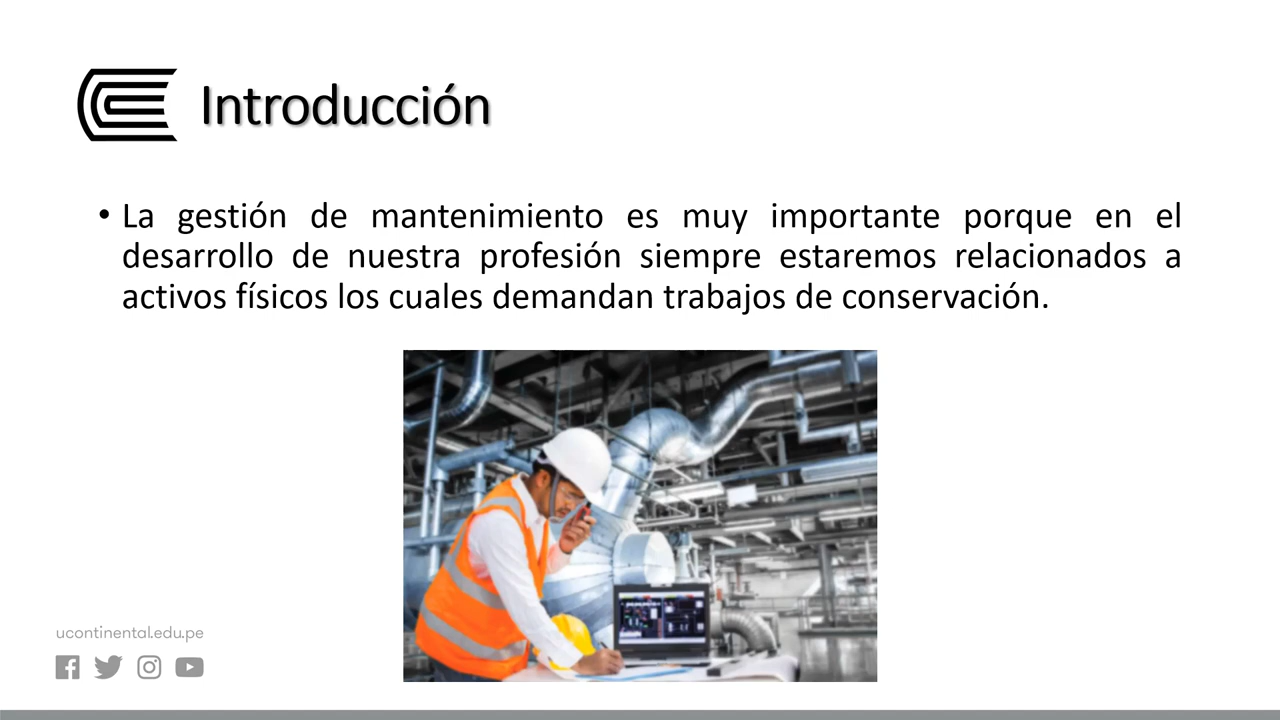 Introducción
• La gestión de mantenimiento es muy importante porque en el
desarrollo de nuestra profesión siempre estaremos relacionados a
activos físicos los cuales demandan trabajos de conservación.
ucontinental.edu.pe